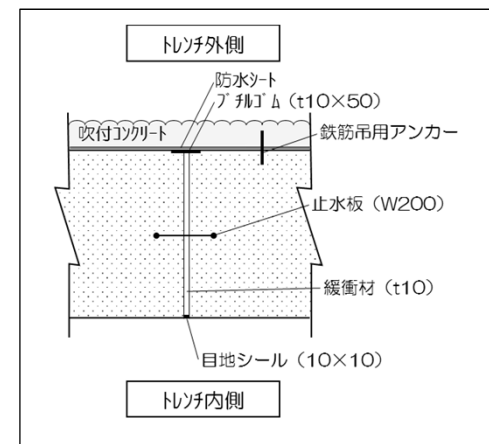 ﾄﾚﾝﾁ外側
防水ｼｰﾄ
ﾌﾞﾁﾙｺﾞﾑ（t10×50）
吹付ｺﾝｸﾘｰﾄ
鉄筋吊用アンカー
止水板（W200）
緩衝材（t10）
目地シール（10×10）
ﾄﾚﾝﾁ内側